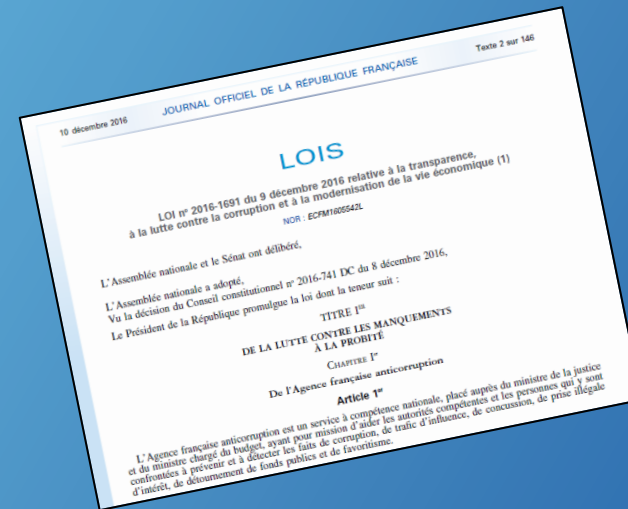 10 décembre 2016
JOURNAL OFFICIEL DE LA RÉPUBLIQUE FRANÇAISE
Texte 2 sur 146
LOIS
LOI nº 2016-1691 du 9 décembre 2016 relative à la transparence,
à la lutte contre la corruption et à la modernisation de la vie économique (1)
NOR : ECFM1605542L
L'Assemblée nationale et le Sénat ont délibéré,
L'Assemblée nationale a adopté,
Vu la décision du Conseil constitutionnel nº 2016-741 DC du 8 décembre 2016,
Le Président de la République promulgue la loi dont la teneur suit :
TITRE Iᵉʳ
DE LA LUTTE CONTRE LES MANQUEMENTS
À LA PROBITÉ
CHAPITRE Iᵉʳ
De l'Agence française anticorruption
Article 1ᵉʳ
L'Agence française anticorruption est un service à compétence nationale, placé auprès du ministre de la justice
et du ministre chargé du budget, ayant pour mission d'aider les autorités compétentes et les personnes qui y sont
confrontées à prévenir et à détecter les faits de corruption, de trafic d'influence, de concussion, de prise illégale
d'intérêt, de détournement de fonds publics et de favoritisme.